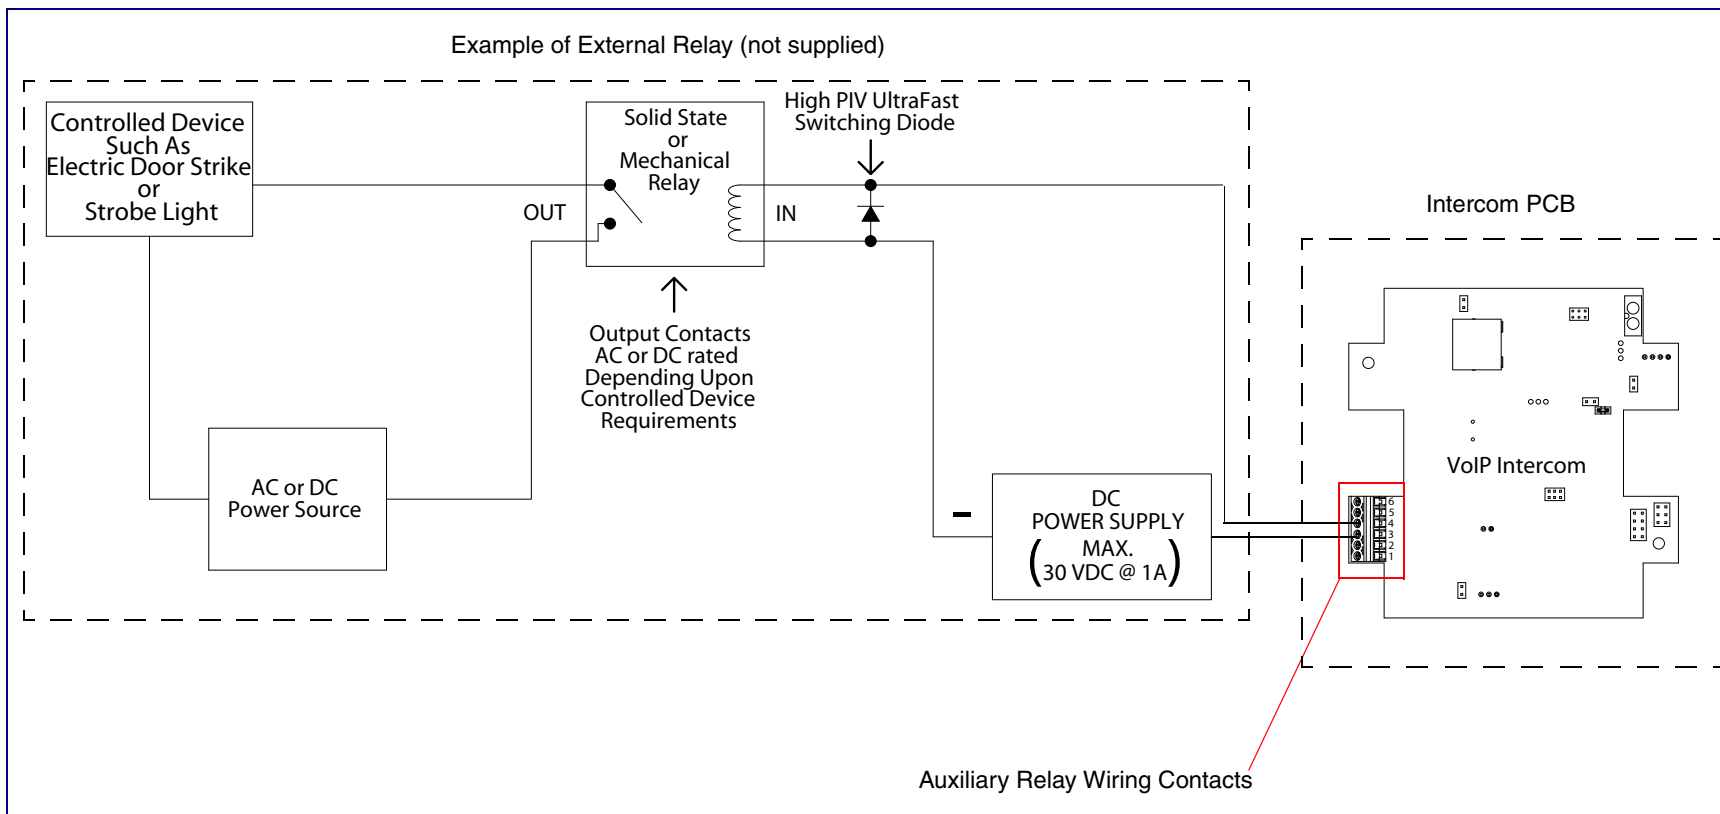 Example of External Relay (not supplied)
Controlled Device
Such As
Electric Door Strike
or
Strobe Light
Solid State
or
Mechanical
Relay
OUT
IN
High PIV UltraFast
Switching Diode
Output Contacts
AC or DC rated
Depending Upon
Controlled Device
Requirements
AC or DC
Power Source
-
DC
POWER SUPPLY
(MAX.
30 VDC @ 1A)
Intercom PCB
VoIP Intercom
6
5
4
3
2
1
Auxiliary Relay Wiring Contacts